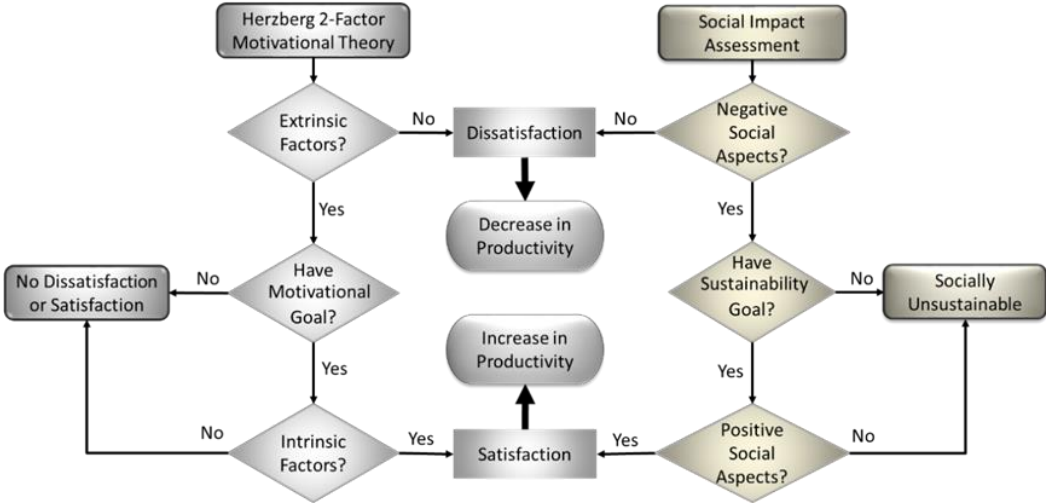 Herzberg 2-Factor
Motivational Theory
Social Impact
Assessment
Extrinsic
Factors?
No
Dissatisfaction
No
Negative
Social
Aspects?
Yes
Decrease in
Productivity
Yes
No Dissatisfaction
or Satisfaction
No
Have
Motivational
Goal?
Have
Sustainability
Goal?
No
Socially
Unsustainable
Increase in
Productivity
Yes
Yes
No
Intrinsic
Factors?
Yes
Satisfaction
Yes
Positive
Social
Aspects?
No